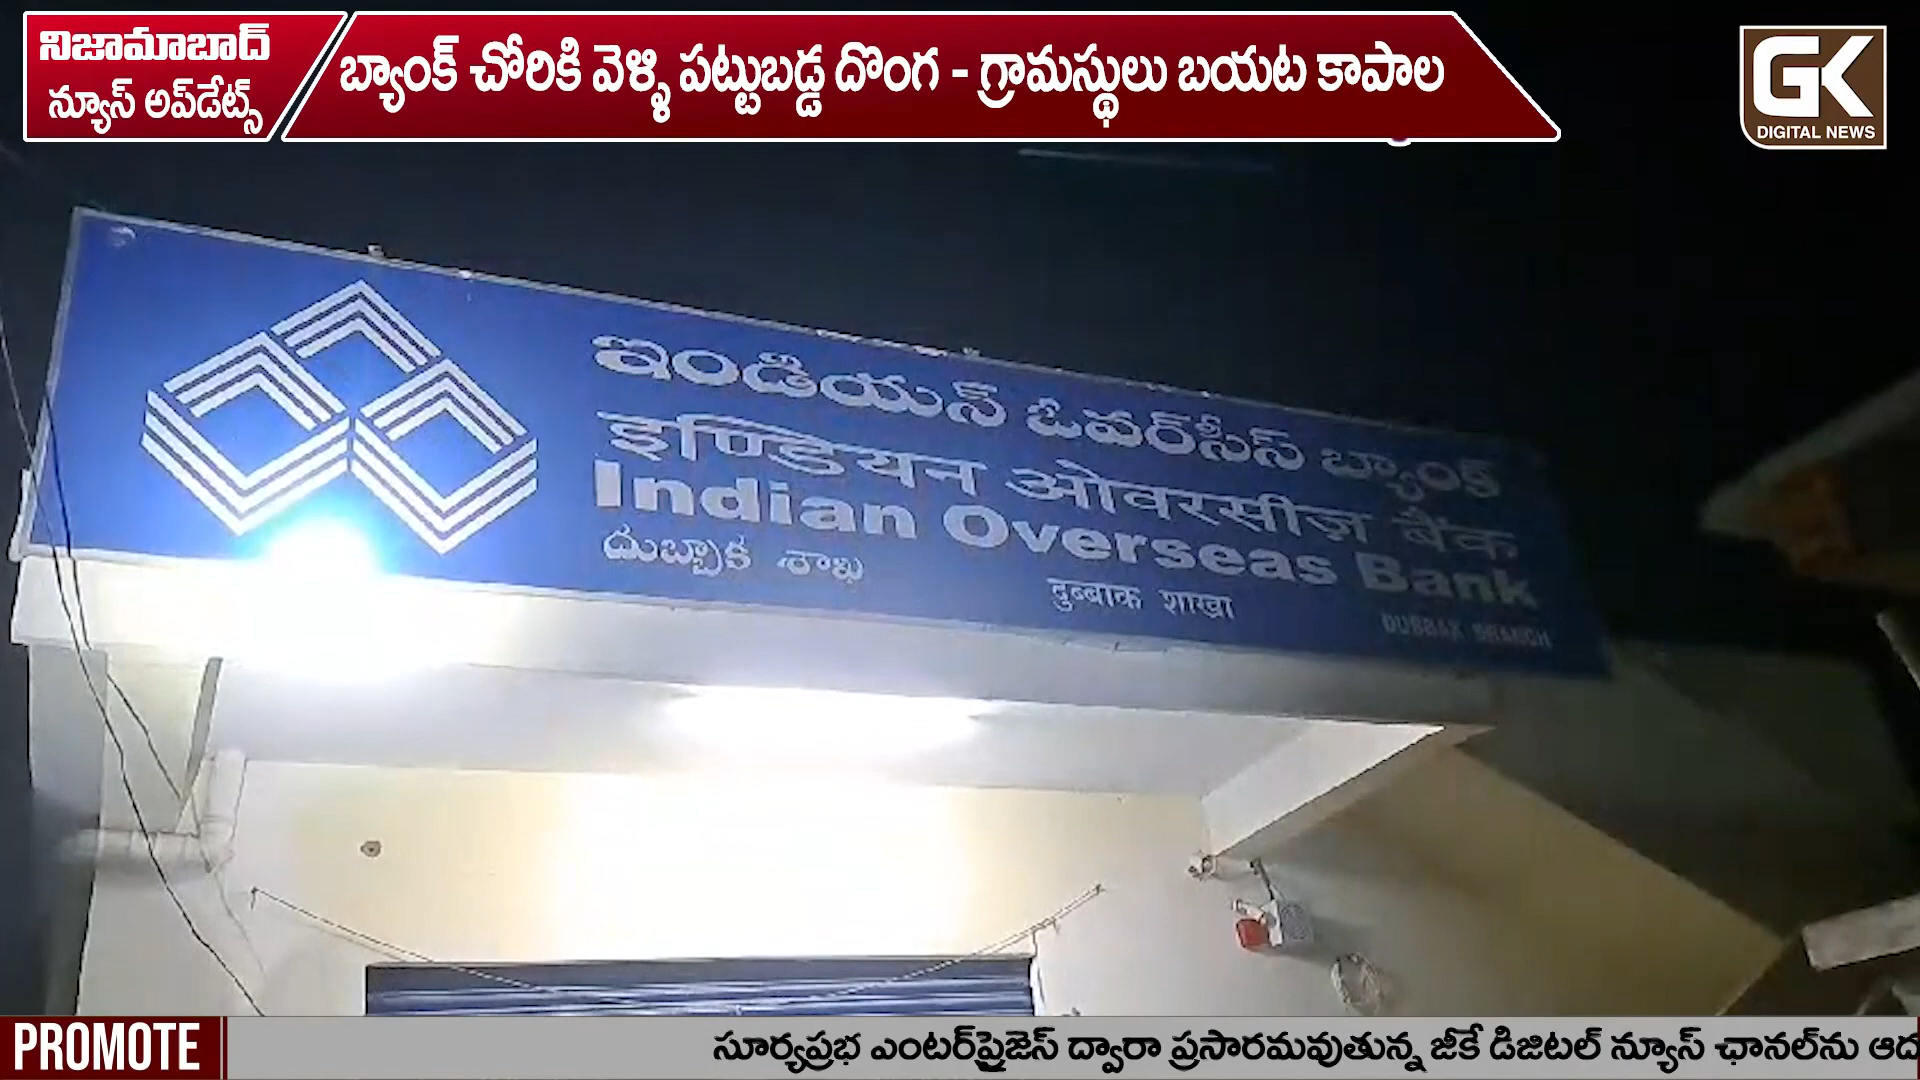 నిజామాబాద్
న్యూస్ అప్‌డేట్స్
బ్యాంక్ చోరికి వెళ్ళి పట్టుబడ్డ దొంగ - గ్రామస్థులు బయట కాపాల
GK
DIGITAL NEWS
ఇండియన్ ఓవర్‌సీస్ బ్యాంక్
इण्डियन ओवरसीज़ बैंक
Indian Overseas Bank
దుబ్బాక శాఖ
दुब्बाक शाखा
DUBBAK BRANCH
PROMOTE
సూర్యప్రభ ఎంటర్‌ప్రైజెస్ ద్వారా ప్రసారమవుతున్న జీకే డిజిటల్ న్యూస్ ఛానల్‌ను ఆద